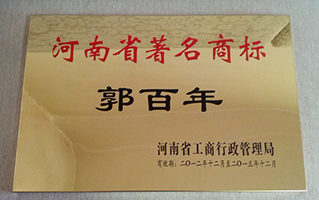 河南省著名商标
郭百年
河南省工商行政管理局
有效期：二〇一二年十二月至二〇一五年十二月